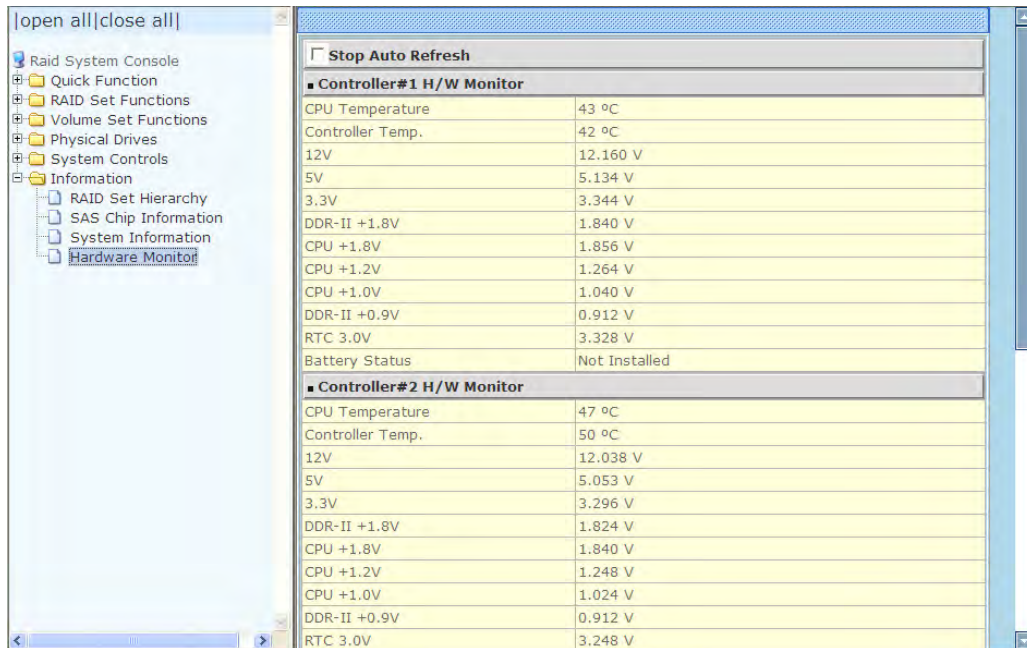 |open all|close all|
Raid System Console
Quick Function
RAID Set Functions
Volume Set Functions
Physical Drives
System Controls
Information
RAID Set Hierarchy
SAS Chip Information
System Information
Hardware Monitor
Stop Auto Refresh
Controller#1 H/W Monitor
CPU Temperature 43 ºC
Controller Temp. 42 ºC
12V 12.160 V
5V 5.134 V
3.3V 3.344 V
DDR-II +1.8V 1.840 V
CPU +1.8V 1.856 V
CPU +1.2V 1.264 V
CPU +1.0V 1.040 V
DDR-II +0.9V 0.912 V
RTC 3.0V 3.328 V
Battery Status Not Installed
Controller#2 H/W Monitor
CPU Temperature 47 ºC
Controller Temp. 50 ºC
12V 12.038 V
5V 5.053 V
3.3V 3.296 V
DDR-II +1.8V 1.824 V
CPU +1.8V 1.840 V
CPU +1.2V 1.248 V
CPU +1.0V 1.024 V
DDR-II +0.9V 0.912 V
RTC 3.0V 3.248 V